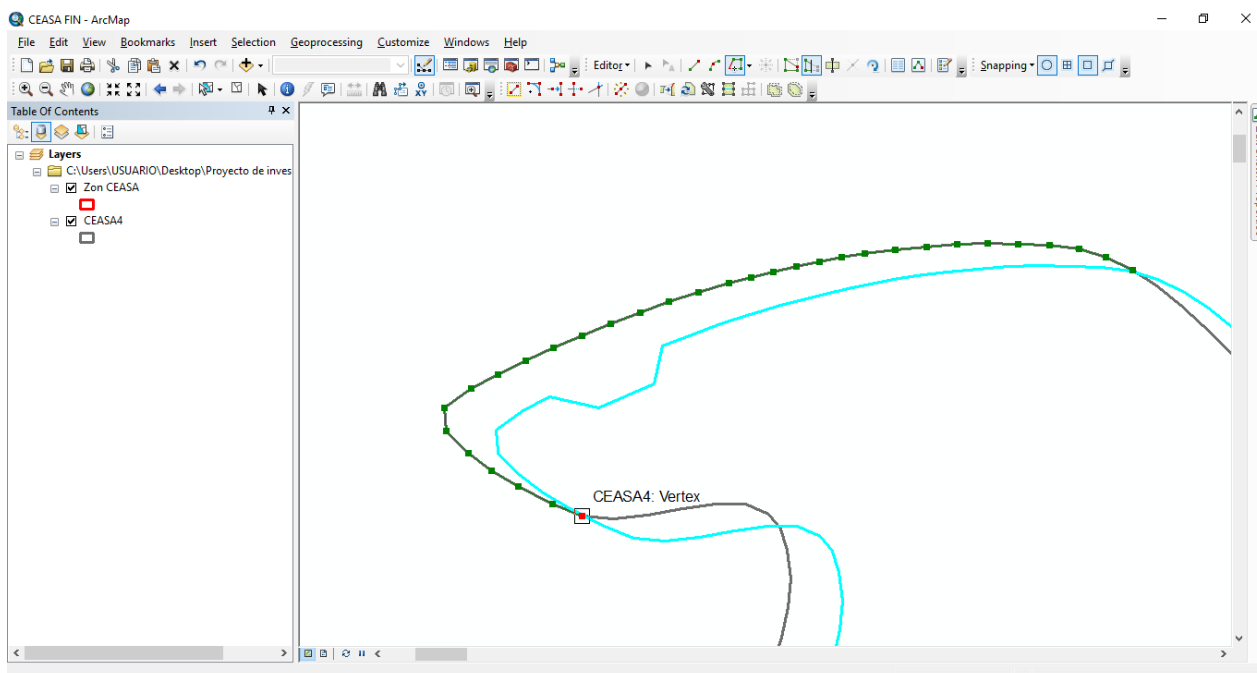 CEASA FIN - ArcMap
File Edit View Bookmarks Insert Selection Geoprocessing Customize Windows Help
Editor Snapping
Table Of Contents
Layers
C:\Users\USUARIO\Desktop\Proyecto de inves
Zon CEASA
CEASA4
CEASA4: Vertex